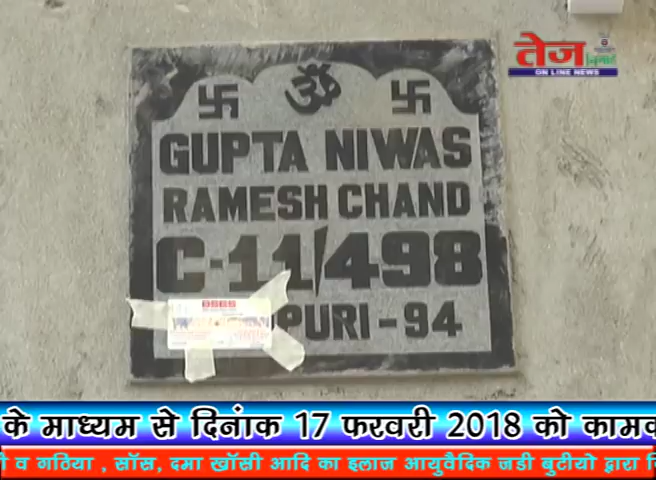 तेज
ON LINE NEWS
ॐ
GUPTA NIWAS
RAMESH CHAND
C-11/498
PURI-94
BSES
के माध्यम से दिनांक 17 फरवरी 2018 को
व गठिया , सॉस, दमा खॉसी आदि का इलाज आयुवैदिक जडी बुटीयो द्वारा